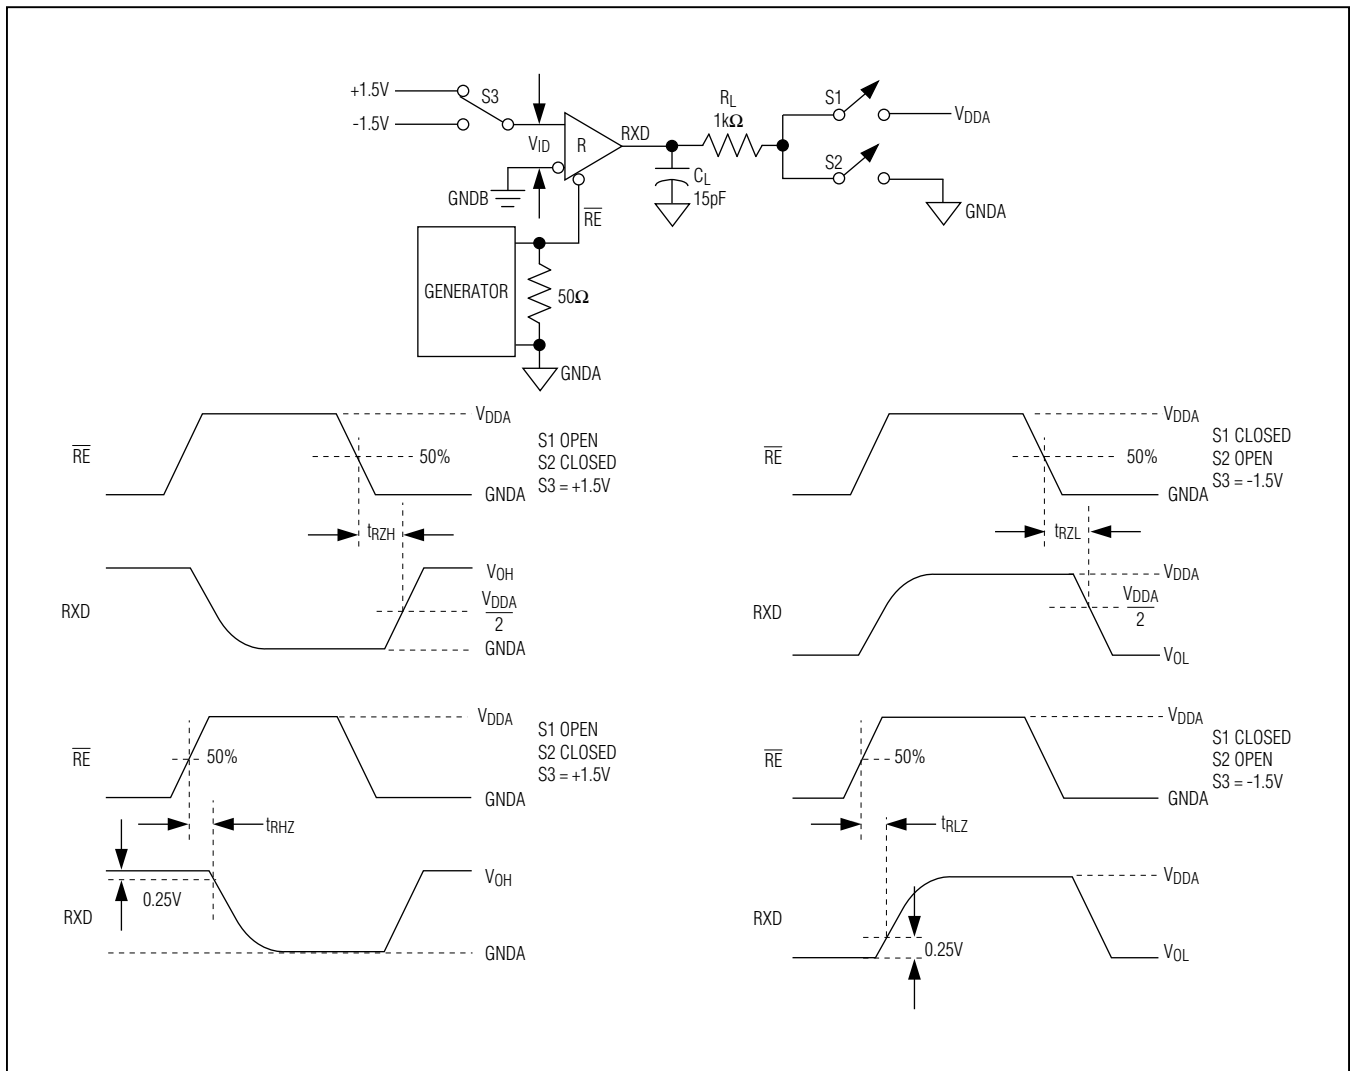 +1.5V
S3
-1.5V
VID
R
RXD
RL
1kΩ
S1
VDDA
S2
CL
15pF
GNDB
RE
GNDA
GENERATOR
50Ω
GNDA
RE
VDDA
50%
GNDA
S1 OPEN
S2 CLOSED
S3 = +1.5V
tRZH
RXD
VOH
VDDA
2
GNDA
RE
VDDA
50%
GNDA
S1 CLOSED
S2 OPEN
S3 = -1.5V
tRZL
RXD
VDDA
VDDA
2
VOL
RE
VDDA
50%
GNDA
S1 OPEN
S2 CLOSED
S3 = +1.5V
tRHZ
RXD
0.25V
VOH
GNDA
RE
VDDA
50%
GNDA
S1 CLOSED
S2 OPEN
S3 = -1.5V
tRLZ
RXD
VDDA
0.25V
VOL